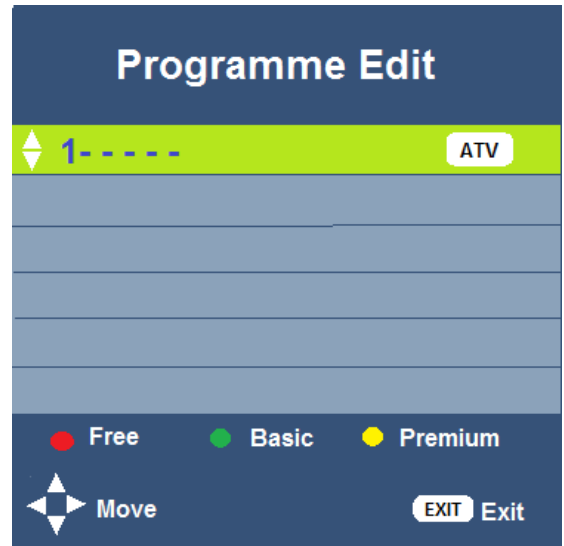 Programme Edit
1- - - - - ATV
Free Basic Premium
Move EXIT Exit